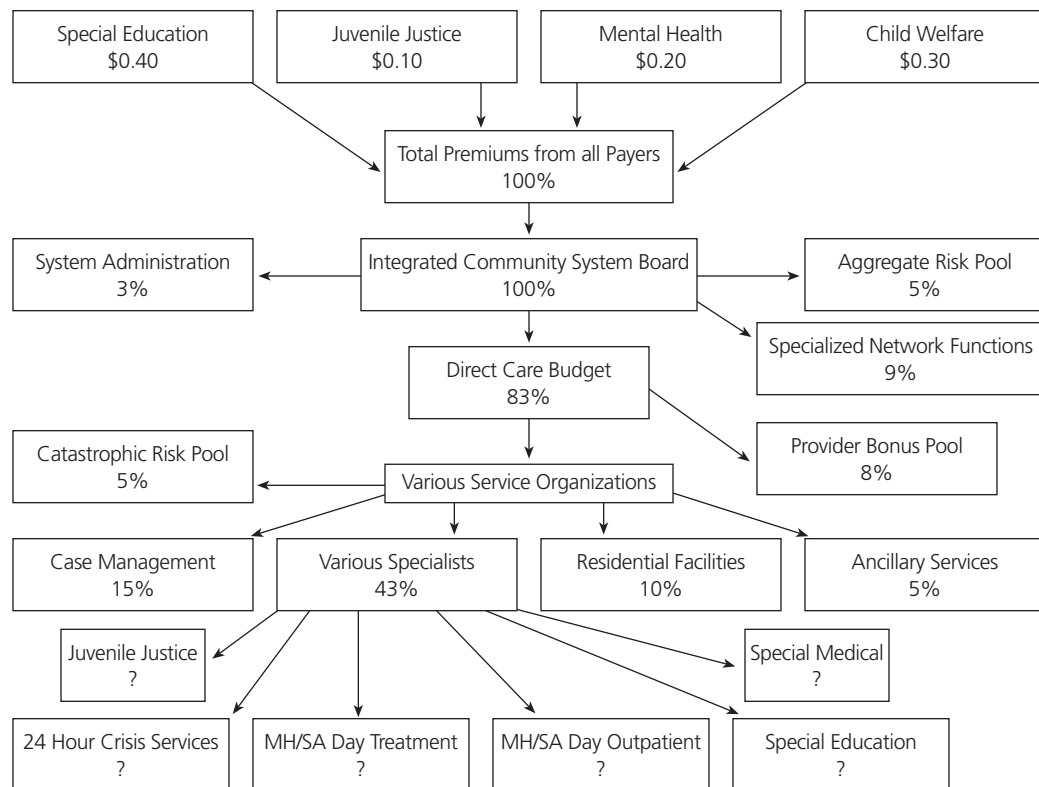 Special Education
$0.40
Juvenile Justice
$0.10
Mental Health
$0.20
Child Welfare
$0.30
Total Premiums from all Payers
100%
System Administration
3%
Integrated Community System Board
100%
Aggregate Risk Pool
5%
Specialized Network Functions
9%
Direct Care Budget
83%
Catastrophic Risk Pool
5%
Various Service Organizations
Provider Bonus Pool
8%
Case Management
15%
Various Specialists
43%
Residential Facilities
10%
Ancillary Services
5%
Juvenile Justice
?
Special Medical
?
24 Hour Crisis Services
?
MH/SA Day Treatment
?
MH/SA Day Outpatient
?
Special Education
?